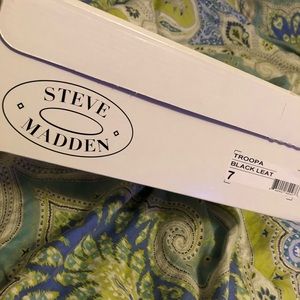 STEVE
MADDEN
TROOPA
BLACK LEAT
7